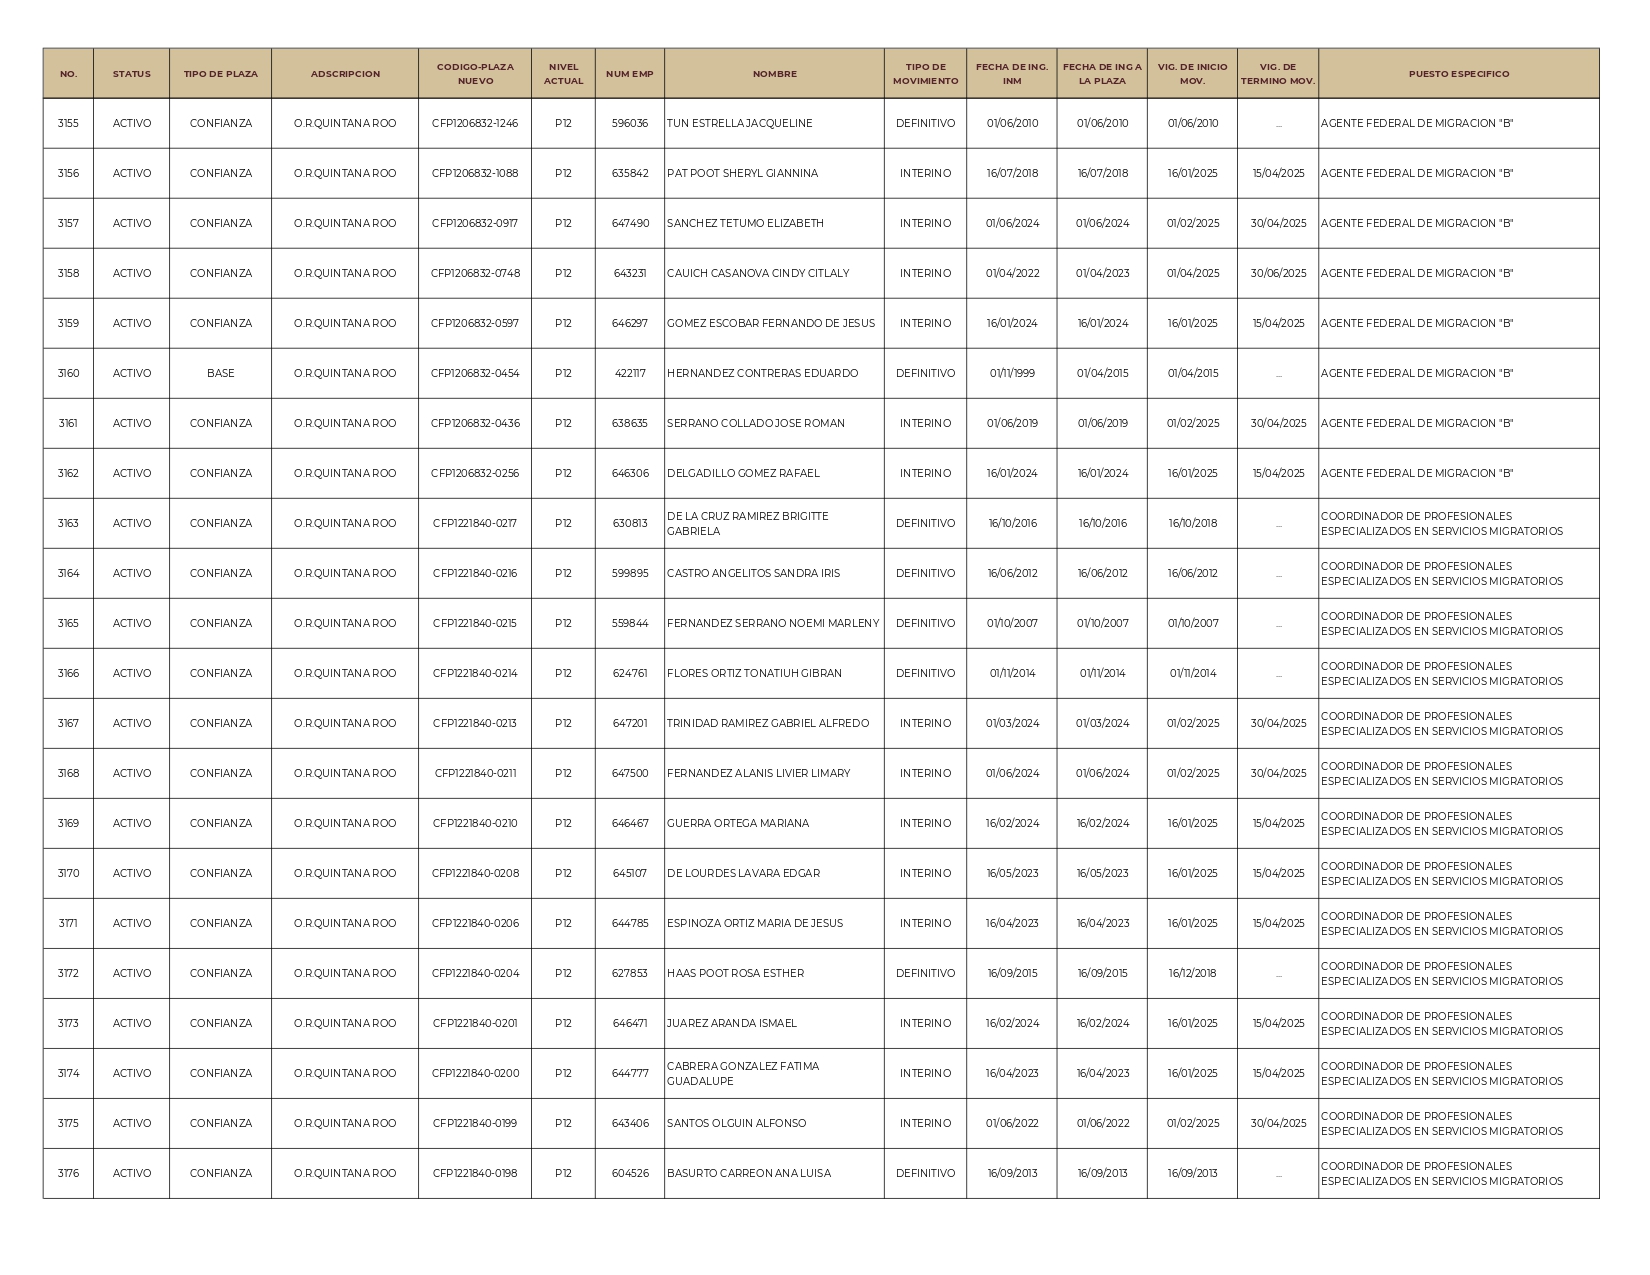 NO. STATUS TIPO DE PLAZA ADSCRIPCION CODIGO-PLAZA NUEVO NIVEL ACTUAL NUM EMP NOMBRE TIPO DE MOVIMIENTO FECHA DE ING. INM FECHA DE ING A LA PLAZA VIG. DE INICIO MOV. VIG. DE TERMINO MOV. PUESTO ESPECIFICO
3155 ACTIVO CONFIANZA O.R.QUINTANA ROO CFP1206832-1246 P12 596036 TUN ESTRELLA JACQUELINE DEFINITIVO 01/06/2010 01/06/2010 01/06/2010 ... AGENTE FEDERAL DE MIGRACION "B"
3156 ACTIVO CONFIANZA O.R.QUINTANA ROO CFP1206832-1088 P12 635842 PAT POOT SHERYL GIANNINA INTERINO 16/07/2018 16/07/2018 16/01/2025 15/04/2025 AGENTE FEDERAL DE MIGRACION "B"
3157 ACTIVO CONFIANZA O.R.QUINTANA ROO CFP1206832-0917 P12 647490 SANCHEZ TETUMO ELIZABETH INTERINO 01/06/2024 01/06/2024 01/02/2025 30/04/2025 AGENTE FEDERAL DE MIGRACION "B"
3158 ACTIVO CONFIANZA O.R.QUINTANA ROO CFP1206832-0748 P12 643231 CAUICH CASANOVA CINDY CITLALY INTERINO 01/04/2022 01/04/2023 01/04/2025 30/06/2025 AGENTE FEDERAL DE MIGRACION "B"
3159 ACTIVO CONFIANZA O.R.QUINTANA ROO CFP1206832-0597 P12 646297 GOMEZ ESCOBAR FERNANDO DE JESUS INTERINO 16/01/2024 16/01/2024 16/01/2025 15/04/2025 AGENTE FEDERAL DE MIGRACION "B"
3160 ACTIVO BASE O.R.QUINTANA ROO CFP1206832-0454 P12 422117 HERNANDEZ CONTRERAS EDUARDO DEFINITIVO 01/11/1999 01/04/2015 01/04/2015 ... AGENTE FEDERAL DE MIGRACION "B"
3161 ACTIVO CONFIANZA O.R.QUINTANA ROO CFP1206832-0436 P12 638635 SERRANO COLLADO JOSE ROMAN INTERINO 01/06/2019 01/06/2019 01/02/2025 30/04/2025 AGENTE FEDERAL DE MIGRACION "B"
3162 ACTIVO CONFIANZA O.R.QUINTANA ROO CFP1206832-0256 P12 646306 DELGADILLO GOMEZ RAFAEL INTERINO 16/01/2024 16/01/2024 16/01/2025 15/04/2025 AGENTE FEDERAL DE MIGRACION "B"
3163 ACTIVO CONFIANZA O.R.QUINTANA ROO CFP1221840-0217 P12 630813 DE LA CRUZ RAMIREZ BRIGITTE GABRIELA DEFINITIVO 16/10/2016 16/10/2016 16/10/2018 ... COORDINADOR DE PROFESIONALES ESPECIALIZADOS EN SERVICIOS MIGRATORIOS
3164 ACTIVO CONFIANZA O.R.QUINTANA ROO CFP1221840-0216 P12 599895 CASTRO ANGELITOS SANDRA IRIS DEFINITIVO 16/06/2012 16/06/2012 16/06/2012 ... COORDINADOR DE PROFESIONALES ESPECIALIZADOS EN SERVICIOS MIGRATORIOS
3165 ACTIVO CONFIANZA O.R.QUINTANA ROO CFP1221840-0215 P12 559844 FERNANDEZ SERRANO NOEMI MARLENY DEFINITIVO 01/10/2007 01/10/2007 01/10/2007 ... COORDINADOR DE PROFESIONALES ESPECIALIZADOS EN SERVICIOS MIGRATORIOS
3166 ACTIVO CONFIANZA O.R.QUINTANA ROO CFP1221840-0214 P12 624761 FLORES ORTIZ TONATIUH GIBRAN DEFINITIVO 01/11/2014 01/11/2014 01/11/2014 ... COORDINADOR DE PROFESIONALES ESPECIALIZADOS EN SERVICIOS MIGRATORIOS
3167 ACTIVO CONFIANZA O.R.QUINTANA ROO CFP1221840-0213 P12 647201 TRINIDAD RAMIREZ GABRIEL ALFREDO INTERINO 01/03/2024 01/03/2024 01/02/2025 30/04/2025 COORDINADOR DE PROFESIONALES ESPECIALIZADOS EN SERVICIOS MIGRATORIOS
3168 ACTIVO CONFIANZA O.R.QUINTANA ROO CFP1221840-0211 P12 647500 FERNANDEZ ALANIS LIVIER LIMARY INTERINO 01/06/2024 01/06/2024 01/02/2025 30/04/2025 COORDINADOR DE PROFESIONALES ESPECIALIZADOS EN SERVICIOS MIGRATORIOS
3169 ACTIVO CONFIANZA O.R.QUINTANA ROO CFP1221840-0210 P12 646467 GUERRA ORTEGA MARIANA INTERINO 16/02/2024 16/02/2024 16/01/2025 15/04/2025 COORDINADOR DE PROFESIONALES ESPECIALIZADOS EN SERVICIOS MIGRATORIOS
3170 ACTIVO CONFIANZA O.R.QUINTANA ROO CFP1221840-0208 P12 645107 DE LOURDES LAVARA EDGAR INTERINO 16/05/2023 16/05/2023 16/01/2025 15/04/2025 COORDINADOR DE PROFESIONALES ESPECIALIZADOS EN SERVICIOS MIGRATORIOS
3171 ACTIVO CONFIANZA O.R.QUINTANA ROO CFP1221840-0206 P12 644785 ESPINOZA ORTIZ MARIA DE JESUS INTERINO 16/04/2023 16/04/2023 16/01/2025 15/04/2025 COORDINADOR DE PROFESIONALES ESPECIALIZADOS EN SERVICIOS MIGRATORIOS
3172 ACTIVO CONFIANZA O.R.QUINTANA ROO CFP1221840-0204 P12 627853 HAAS POOT ROSA ESTHER DEFINITIVO 16/09/2015 16/09/2015 16/12/2018 ... COORDINADOR DE PROFESIONALES ESPECIALIZADOS EN SERVICIOS MIGRATORIOS
3173 ACTIVO CONFIANZA O.R.QUINTANA ROO CFP1221840-0201 P12 646471 JUAREZ ARANDA ISMAEL INTERINO 16/02/2024 16/02/2024 16/01/2025 15/04/2025 COORDINADOR DE PROFESIONALES ESPECIALIZADOS EN SERVICIOS MIGRATORIOS
3174 ACTIVO CONFIANZA O.R.QUINTANA ROO CFP1221840-0200 P12 644777 CABRERA GONZALEZ FATIMA GUADALUPE INTERINO 16/04/2023 16/04/2023 16/01/2025 15/04/2025 COORDINADOR DE PROFESIONALES ESPECIALIZADOS EN SERVICIOS MIGRATORIOS
3175 ACTIVO CONFIANZA O.R.QUINTANA ROO CFP1221840-0199 P12 643406 SANTOS OLGUIN ALFONSO INTERINO 01/06/2022 01/06/2022 01/02/2025 30/04/2025 COORDINADOR DE PROFESIONALES ESPECIALIZADOS EN SERVICIOS MIGRATORIOS
3176 ACTIVO CONFIANZA O.R.QUINTANA ROO CFP1221840-0198 P12 604526 BASURTO CARREON ANA LUISA DEFINITIVO 16/09/2013 16/09/2013 16/09/2013 ... COORDINADOR DE PROFESIONALES ESPECIALIZADOS EN SERVICIOS MIGRATORIOS